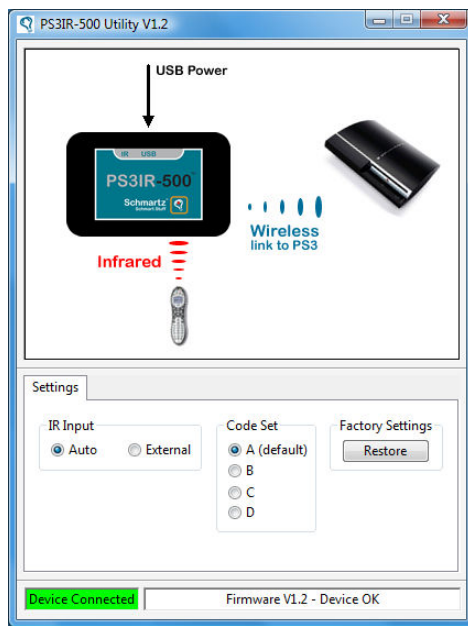 PS3IR-500 Utility V1.2
USB Power
IR USB
PS3IR-500™
Schmartz
Schmart Stuff
Infrared
Wireless
link to PS3
Settings
IR Input
Auto
External
Code Set
A (default)
B
C
D
Factory Settings
Restore
Device Connected
Firmware V1.2 - Device OK